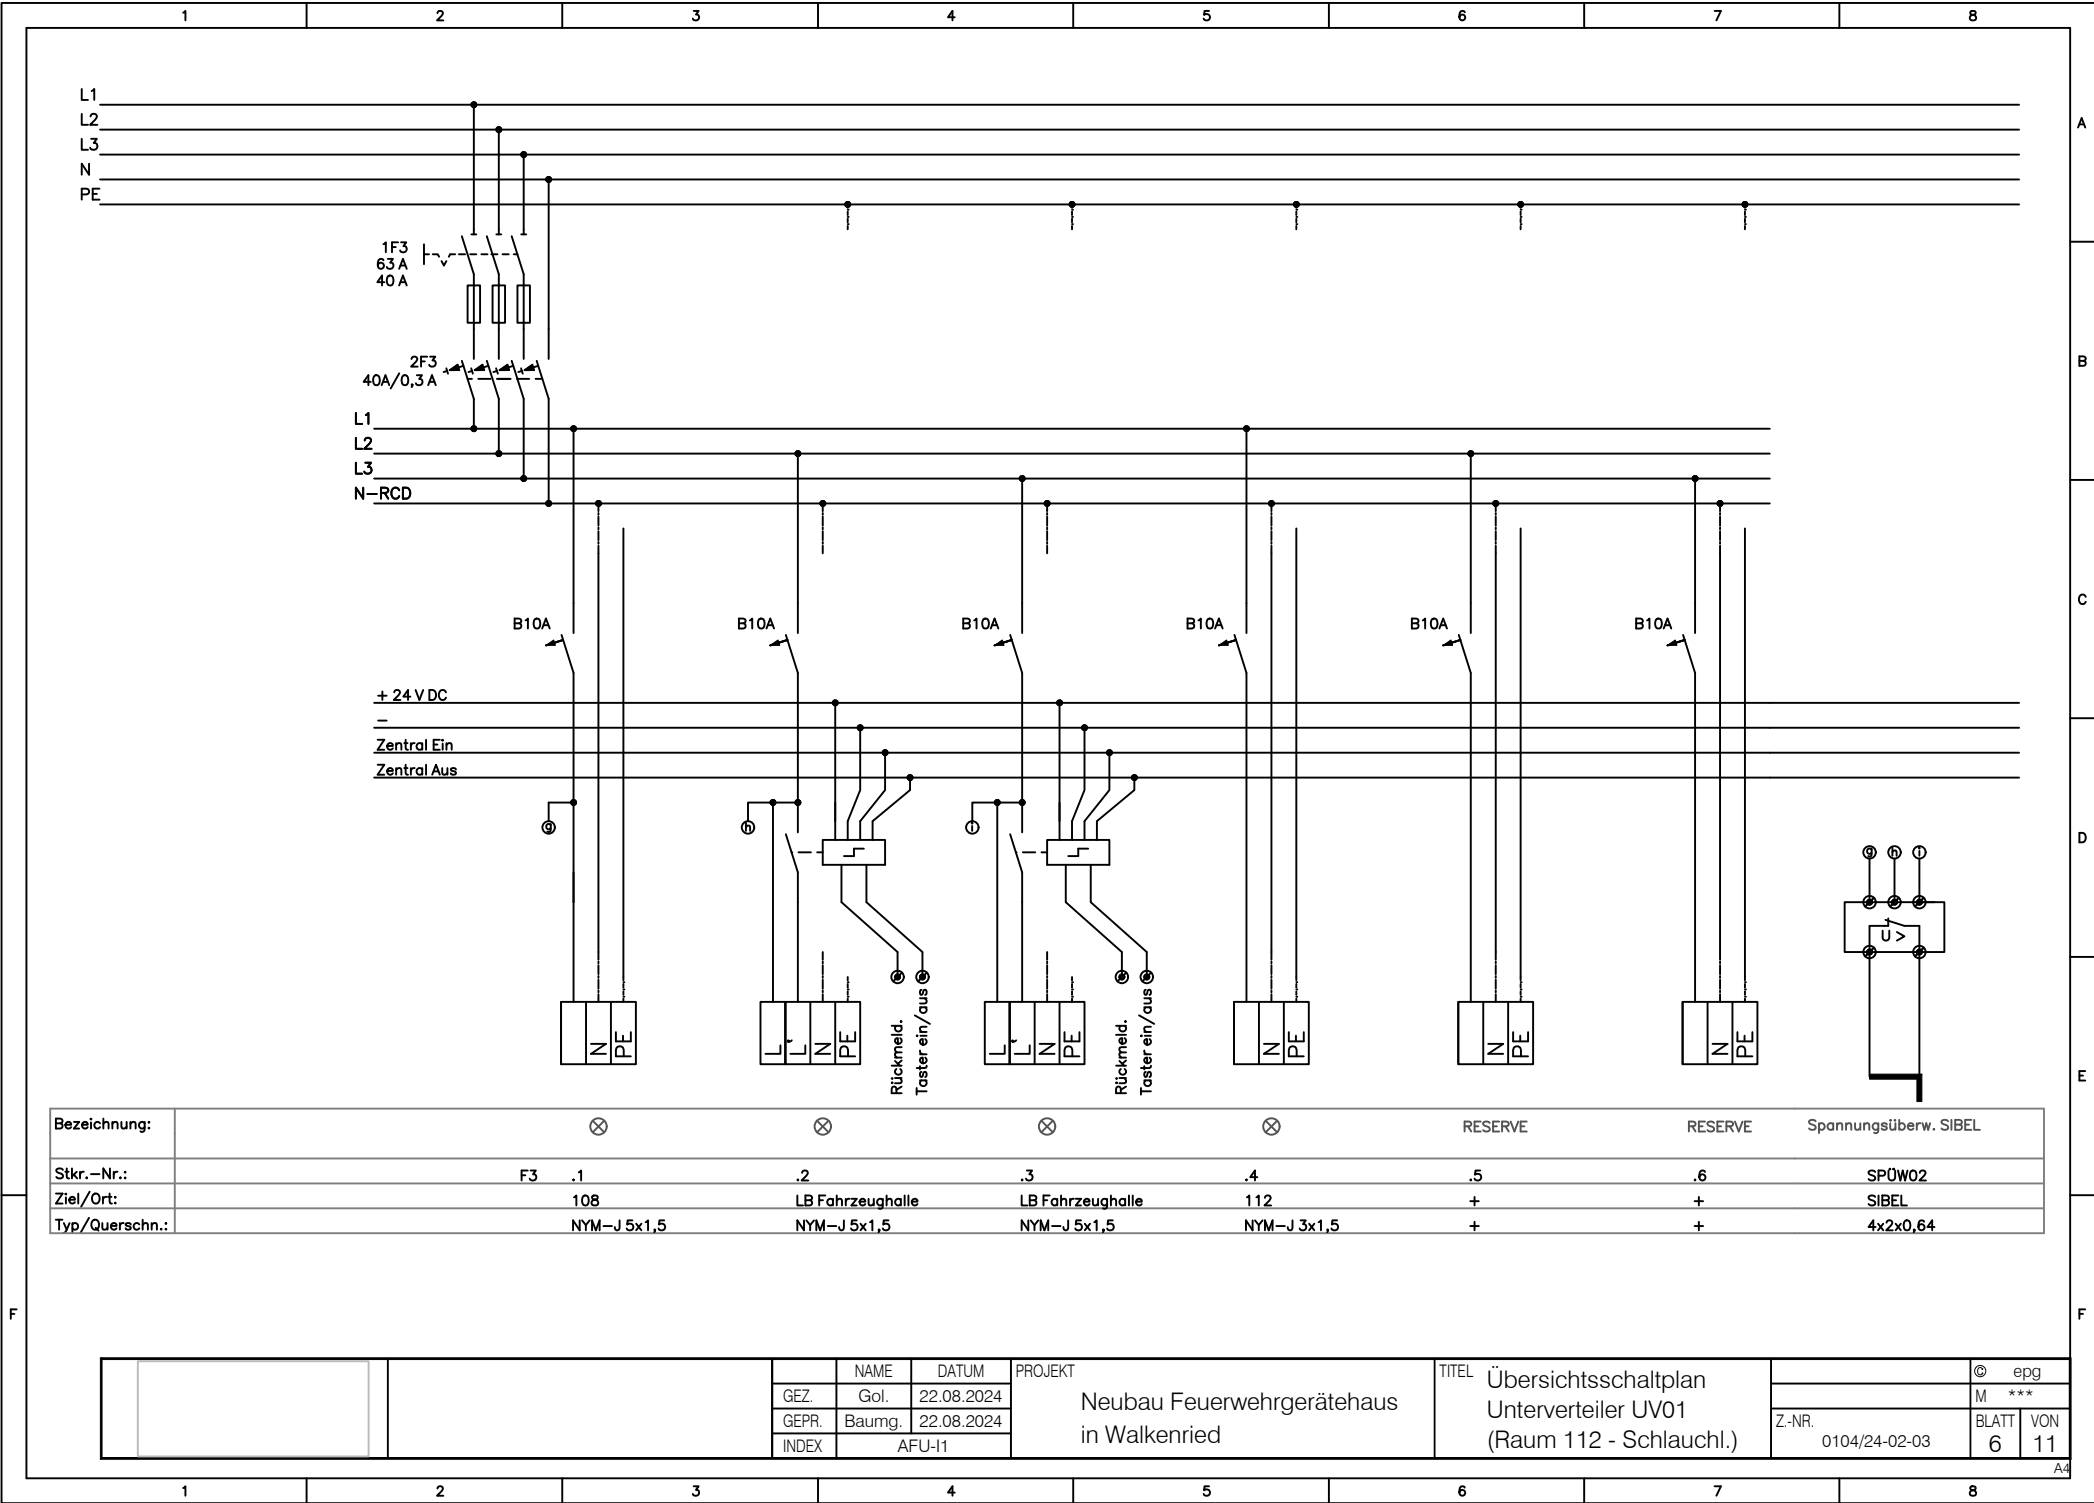 1 2 3 4 5 6 7 8
L1
L2
L3
N
PE
A
1F3
63 A
40 A
2F3
40A/0,3 A
B
L1
L2
L3
N-RCD
B10A B10A B10A B10A B10A B10A
C
+ 24 V DC
-
Zentral Ein
Zentral Aus
g h i
D
g h i
U >
N PE
L L' N PE
Rückmeld.
Taster ein/aus
L L' N PE
Rückmeld.
Taster ein/aus
N PE
N PE
N PE
E
Bezeichnung: RESERVE RESERVE Spannungsüberw. SIBEL
Stkr.-Nr.: F3 .1 .2 .3 .4 .5 .6 SPÜW02
Ziel/Ort: 108 LB Fahrzeughalle LB Fahrzeughalle 112 + + SIBEL
Typ/Querschn.: NYM-J 5x1,5 NYM-J 5x1,5 NYM-J 5x1,5 NYM-J 3x1,5 + + 4x2x0,64
F F
NAME DATUM
GEZ. Gol. 22.08.2024
GEPR. Baumg. 22.08.2024
INDEX AFU-I1
PROJEKT
Neubau Feuerwehrgerätehaus
in Walkenried
TITEL Übersichtsschaltplan
Unterverteiler UV01
(Raum 112 - Schlauchl.)
Z.-NR.
0104/24-02-03
© epg
M ***
BLATT VON
6 11
A4
1 2 3 4 5 6 7 8